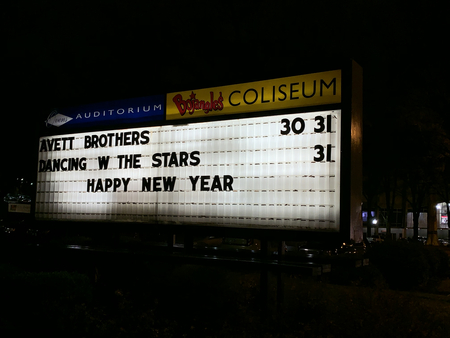 AUDITORIUM
Bojangles' COLISEUM
AVETT BROTHERS 30 31
DANCING W THE STARS 31
HAPPY NEW YEAR